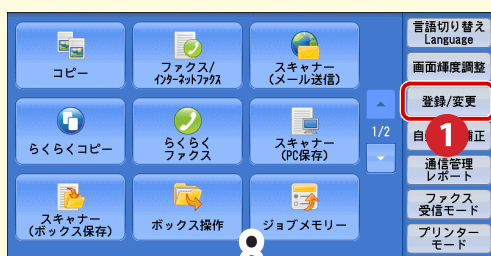 コピー
ファクス/
インターネットファクス
スキャナー
(メール送信)
らくらくコピー
らくらく
ファクス
スキャナー
(PC保存)
スキャナー
(ボックス保存)
ボックス操作
ジョブメモリー
1/2
言語切り替え
Language
画面輝度調整
登録/変更
1
自 正
通信管理
レポート
ファクス
受信モード
プリンター
モード